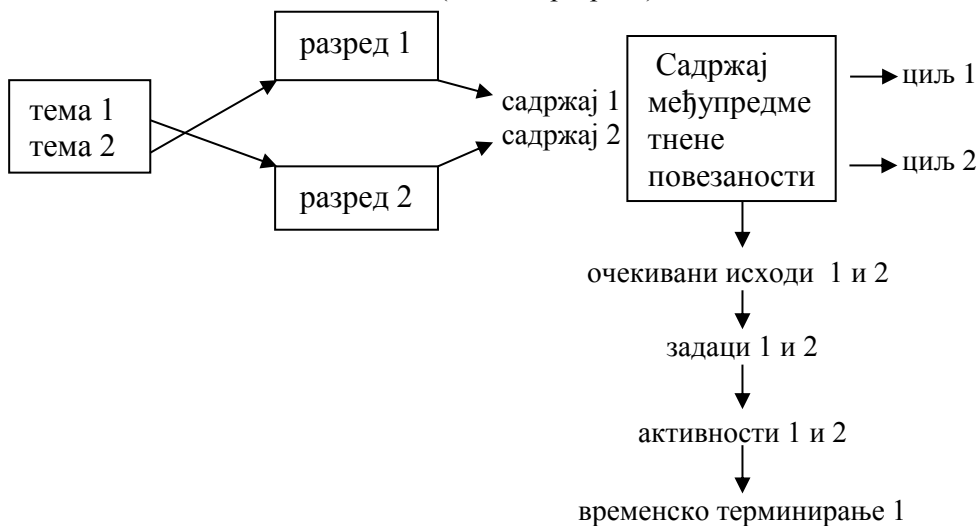 разред 1
тема 1
тема 2
разред 2
садржај 1
садржај 2
Садржај
међупредме
тнене
повезаности
циљ 1
циљ 2
очекивани исходи 1 и 2
задаци 1 и 2
активности 1 и 2
временско терминирање 1